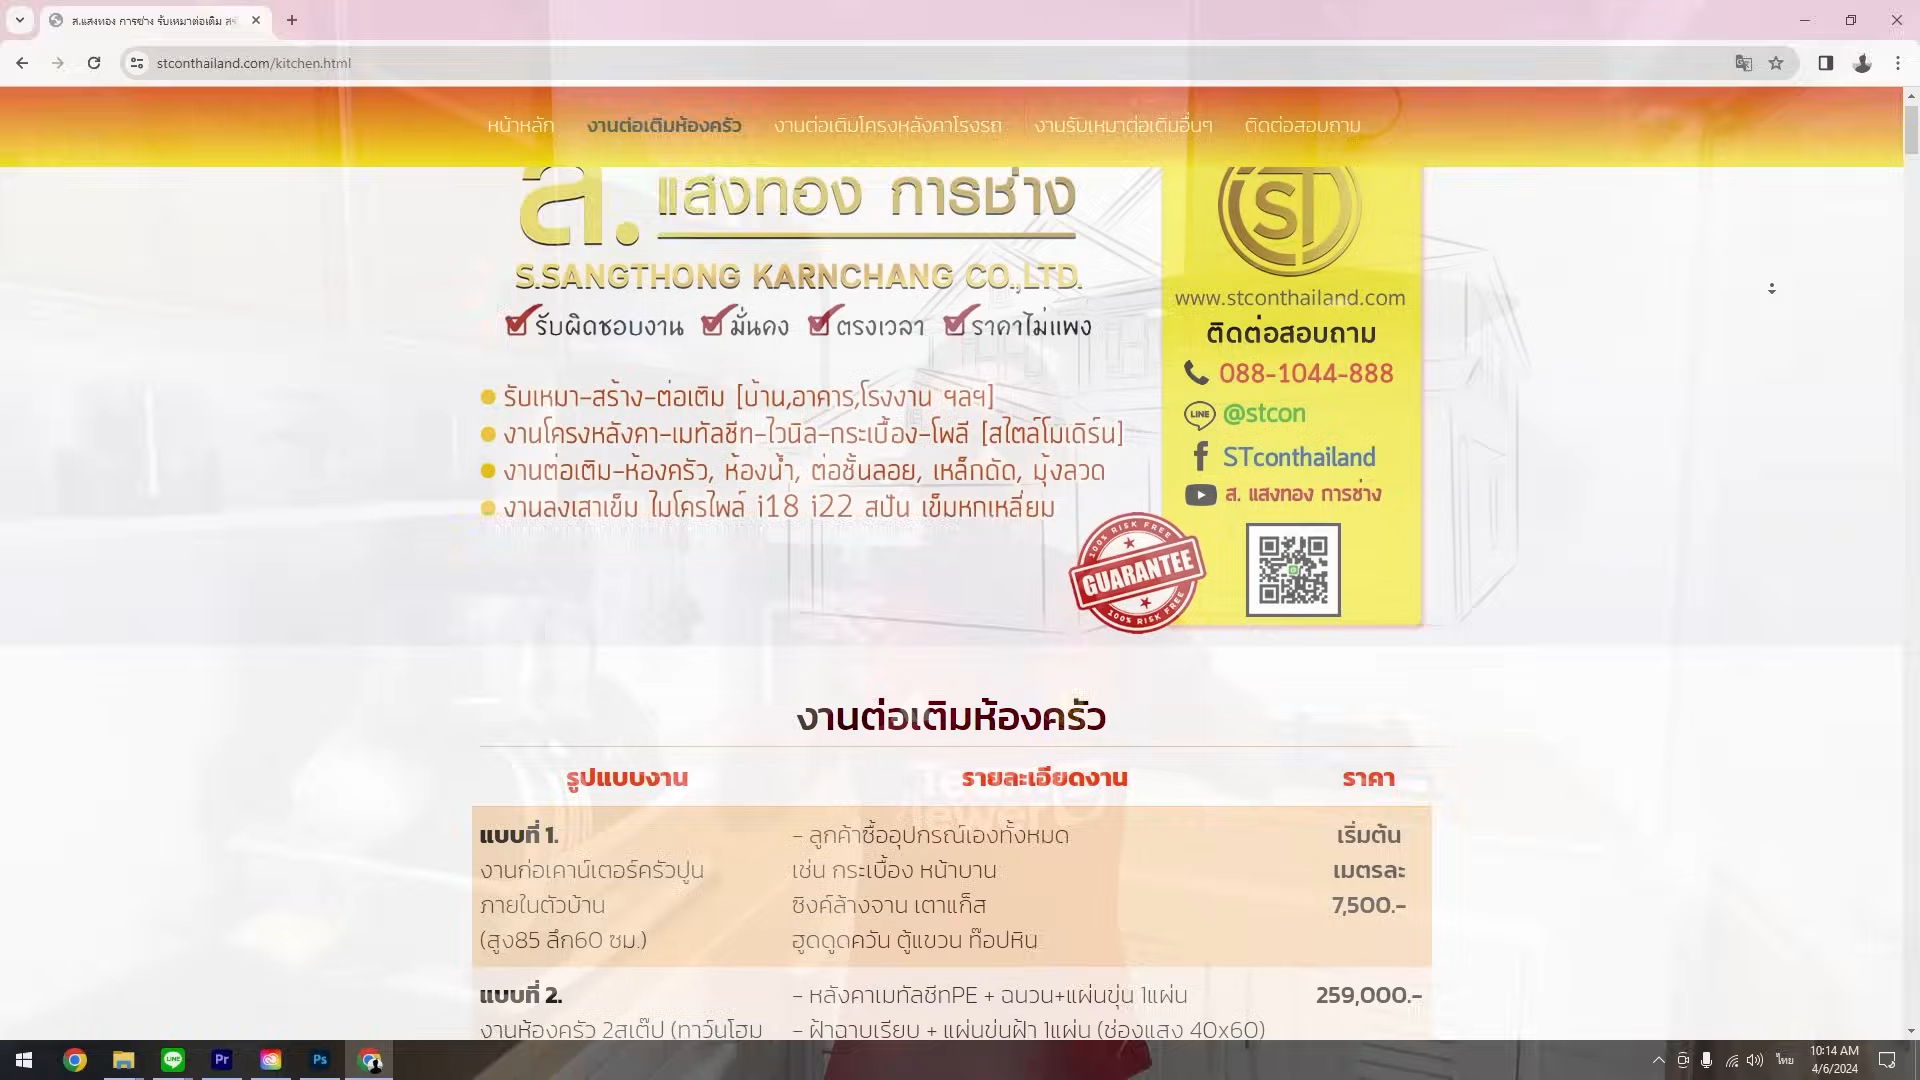 ส.แสงทอง การช่าง รับเหมาต่อเติม
stconthailand.com/kitchen.html
หน้าหลัก งานต่อเติมห้องครัว งานต่อเติมโครงหลังคาโรงรถ งานรับเหมาต่อเติมอื่นๆ ติดต่อสอบถาม
ส. แสงทอง การช่าง
S.SANGTHONG KARNCHANG CO.,LTD.
รับผิดชอบงาน มั่นคง ตรงเวลา ราคาไม่แพง
รับเหมา-สร้าง-ต่อเติม [บ้าน,อาคาร,โรงงาน ฯลฯ]
งานโครงหลังคา-เมทัลชีท-ไวนิล-กระเบื้อง-โพลี [สไตล์โมเดิร์น]
งานต่อเติม-ห้องครัว, ห้องน้ำ, ต่อชั้นลอย, เหล็กดัด, มุ้งลวด
งานลงเสาเข็ม ไมโครไพล์ i18 i22 สปัน เข็มหกเหลี่ยม
ST
www.stconthailand.com
ติดต่อสอบถาม
088-1044-888
LINE @stcon
STconthailand
ส. แสงทอง การช่าง
100% RISK FREE
GUARANTEE
100% RISK FREE
งานต่อเติมห้องครัว
รูปแบบงาน รายละเอียดงาน ราคา
แบบที่ 1. - ลูกค้าซื้ออุปกรณ์เองทั้งหมด เริ่มต้น
งานก่อเคาน์เตอร์ครัวปูน เช่น กระเบื้อง หน้าบาน เมตรละ
ภายในตัวบ้าน ซิงค์ล้างจาน เตาแก็ส 7,500.-
(สูง85 ลึก60 ซม.) ฮูดดูดควัน ตู้แขวน ท๊อปหิน
แบบที่ 2. - หลังคาเมทัลชีทPE + ฉนวน+แผ่นขุ่น 1แผ่น 259,000.-
งานห้องครัว 2สเต็ป (ทาว์นโฮม - ฝ้าฉาบเรียบ + แผ่นขุ่นฝ้า 1แผ่น (ช่องแสง 40x60)
LINE Pr Ps ไทย 10:14 AM
4/6/2024